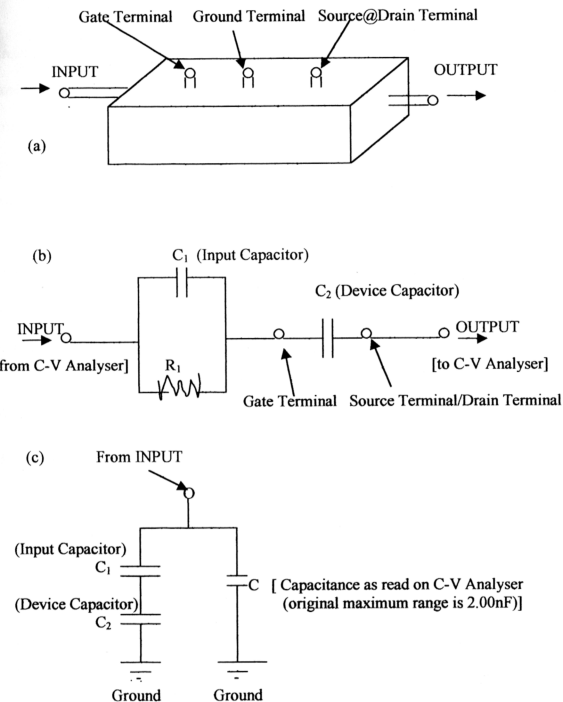 Gate Terminal Ground Terminal Source@Drain Terminal
INPUT
OUTPUT
(a)
(b)
C₁ (Input Capacitor)
C₂ (Device Capacitor)
INPUT
OUTPUT
from C-V Analyser]
R₁
[to C-V Analyser]
Gate Terminal Source Terminal/Drain Terminal
(c)
From INPUT
(Input Capacitor)
C₁
C [ Capacitance as read on C-V Analyser
(original maximum range is 2.00nF)]
(Device Capacitor)
C₂
Ground
Ground